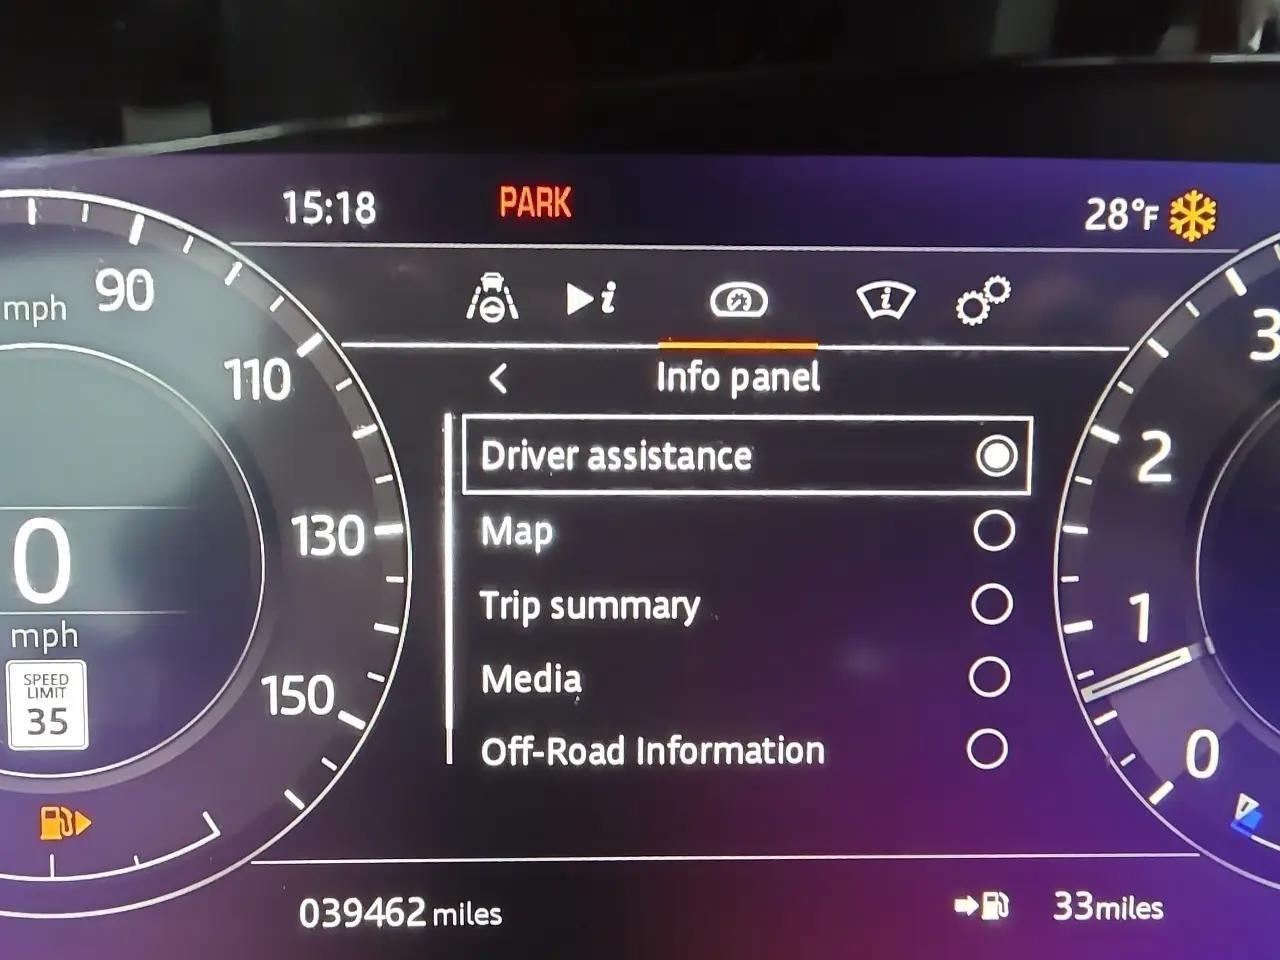 15:18
PARK
28°F
mph
90
110
130
150
0
mph
SPEED
LIMIT
35
i
i
Info panel
Driver assistance
Map
Trip summary
Media
Off-Road Information
3
2
1
0
039462 miles
33miles